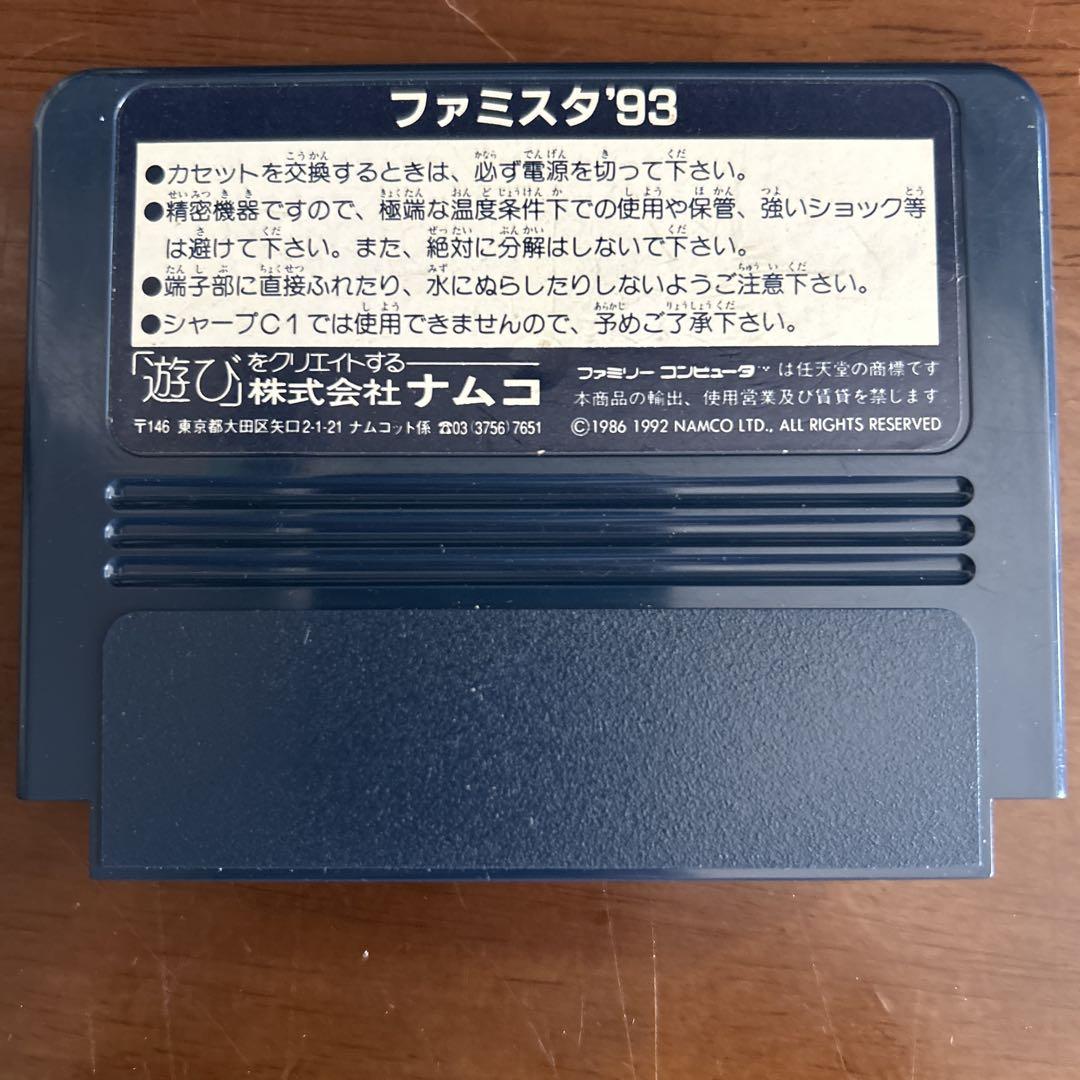 ファミスタ'93
●カセットを交換するときは、必ず電源を切って下さい。
●精密機器ですので、極端な温度条件下での使用や保管、強いショック等
は避けて下さい。また、絶対に分解はしないで下さい。
●端子部に直接ふれたり、水にぬらしたりしないようご注意下さい。
●シャープC1では使用できませんので、予めご了承下さい。
「遊び」をクリエイトする
株式会社ナムコ
〒146 東京都大田区矢口2-1-21 ナムコット係 ☎03(3756)7651
ファミリーコンピュータ™は任天堂の商標です
本商品の輸出、使用営業及び賃貸を禁じます
©1986 1992 NAMCO LTD., ALL RIGHTS RESERVED